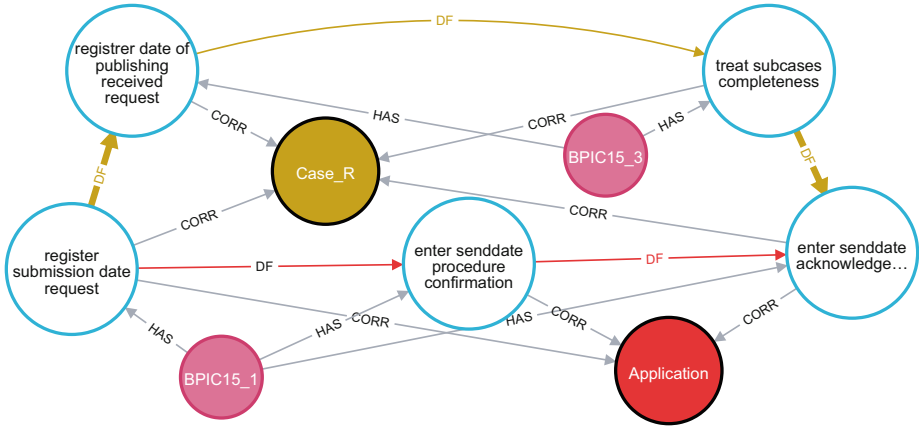 DF
registrer date of
publishing
received
request
treat subcases
completeness
CORR
HAS
CORR
HAS
BPIC15_3
DF
DF
Case_R
CORR
CORR
register
submission date
request
DF
enter senddate
procedure
confirmation
DF
enter senddate
acknowledge...
HAS
HAS
CORR
HAS
CORR
CORR
BPIC15_1
Application